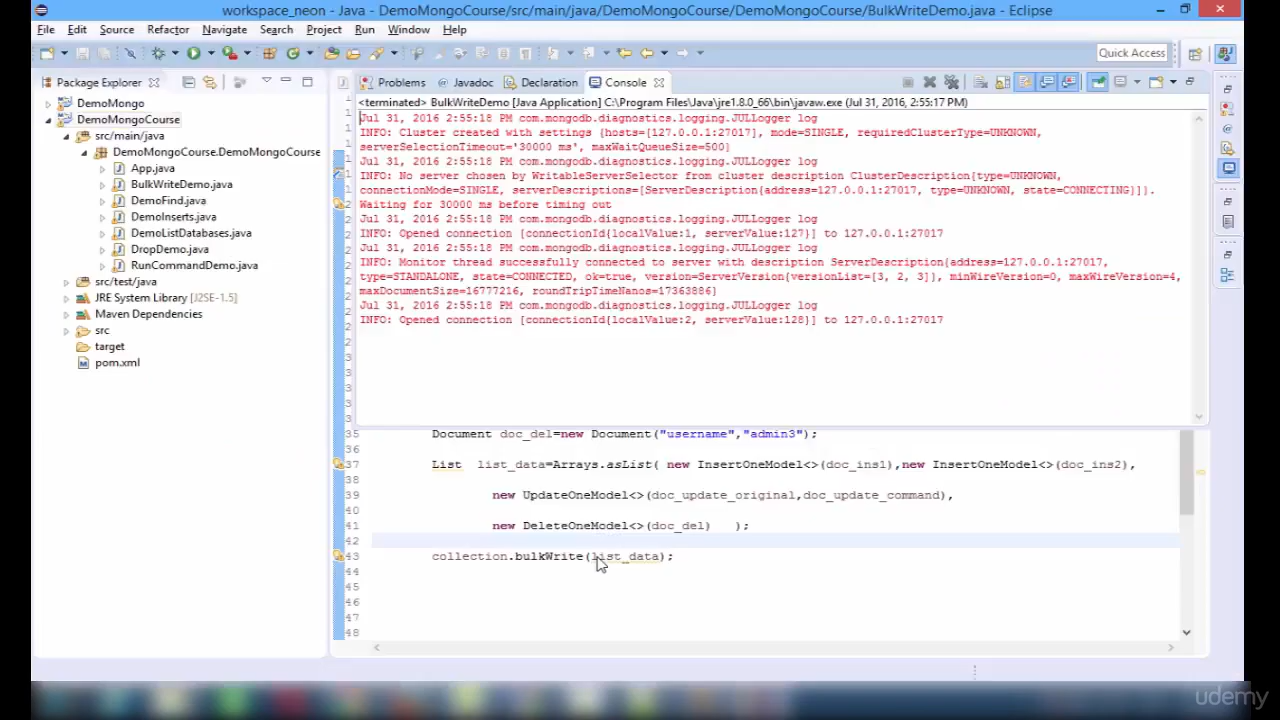 workspace_neon - Java - DemoMongoCourse/src/main/java/DemoMongoCourse/DemoMongoCourse/BulkWriteDemo.java - Eclipse
File Edit Source Refactor Navigate Search Project Run Window Help
Quick Access
Package Explorer
Problems Javadoc Declaration Console
<terminated> BulkWriteDemo [Java Application] C:\Program Files\Java\jre1.8.0_66\bin\javaw.exe (Jul 31, 2016, 2:55:17 PM)
DemoMongo
DemoMongoCourse
src/main/java
DemoMongoCourse.DemoMongoCourse
App.java
BulkWriteDemo.java
DemoFind.java
DemoInserts.java
DemoListDatabases.java
DropDemo.java
RunCommandDemo.java
src/test/java
JRE System Library [J2SE-1.5]
Maven Dependencies
src
target
pom.xml
Jul 31, 2016 2:55:18 PM com.mongodb.diagnostics.logging.JULLogger log
INFO: Cluster created with settings {hosts=[127.0.0.1:27017], mode=SINGLE, requiredClusterType=UNKNOWN,
serverSelectionTimeout='30000 ms', maxWaitQueueSize=500}
Jul 31, 2016 2:55:18 PM com.mongodb.diagnostics.logging.JULLogger log
INFO: No server chosen by WritableServerSelector from cluster description ClusterDescription{type=UNKNOWN,
connectionMode=SINGLE, serverDescriptions=[ServerDescription{address=127.0.0.1:27017, type=UNKNOWN, state=CONNECTING}]}.
Waiting for 30000 ms before timing out
Jul 31, 2016 2:55:18 PM com.mongodb.diagnostics.logging.JULLogger log
INFO: Opened connection [connectionId{localValue:1, serverValue:127}] to 127.0.0.1:27017
Jul 31, 2016 2:55:18 PM com.mongodb.diagnostics.logging.JULLogger log
INFO: Monitor thread successfully connected to server with description ServerDescription{address=127.0.0.1:27017,
type=STANDALONE, state=CONNECTED, ok=true, version=ServerVersion{versionList=[3, 2, 3]}, minWireVersion=0, maxWireVersion=4,
maxDocumentSize=16777216, roundTripTimeNanos=17363886}
Jul 31, 2016 2:55:18 PM com.mongodb.diagnostics.logging.JULLogger log
INFO: Opened connection [connectionId{localValue:2, serverValue:128}] to 127.0.0.1:27017
35 Document doc_del=new Document("username","admin3");
36
37 List list_data=Arrays.asList( new InsertOneModel<>(doc_ins1),new InsertOneModel<>(doc_ins2),
38
39 new UpdateOneModel<>(doc_update_original,doc_update_command),
40
41 new DeleteOneModel<>(doc_del) );
42
43 collection.bulkWrite(list_data);
44
45
46
47
48
udemy